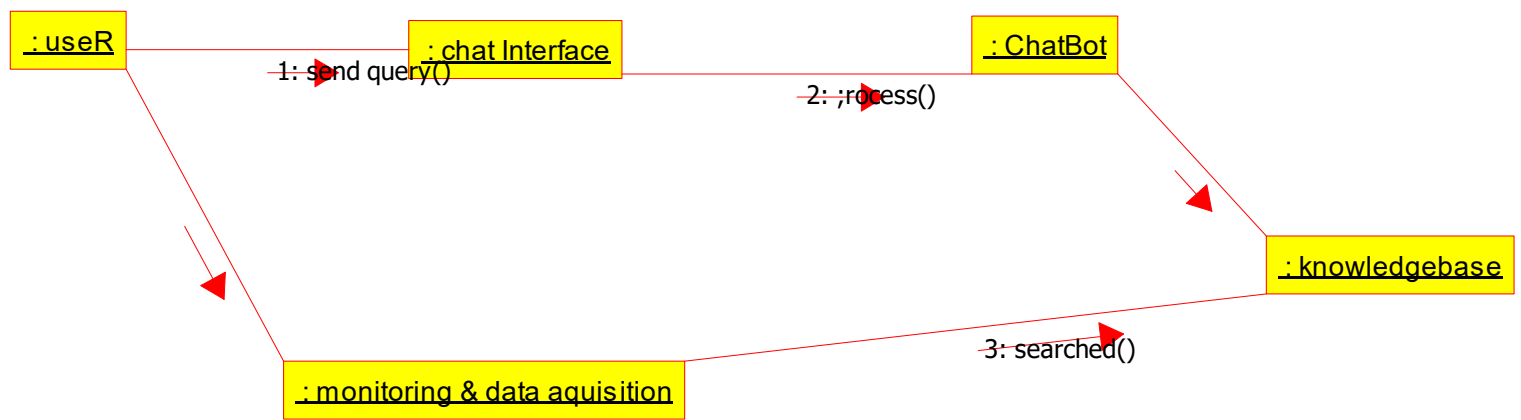 : useR
: chat Interface
: ChatBot
1: send query()
2: ;rocess()
: knowledgebase
3: searched()
: monitoring & data aquisition